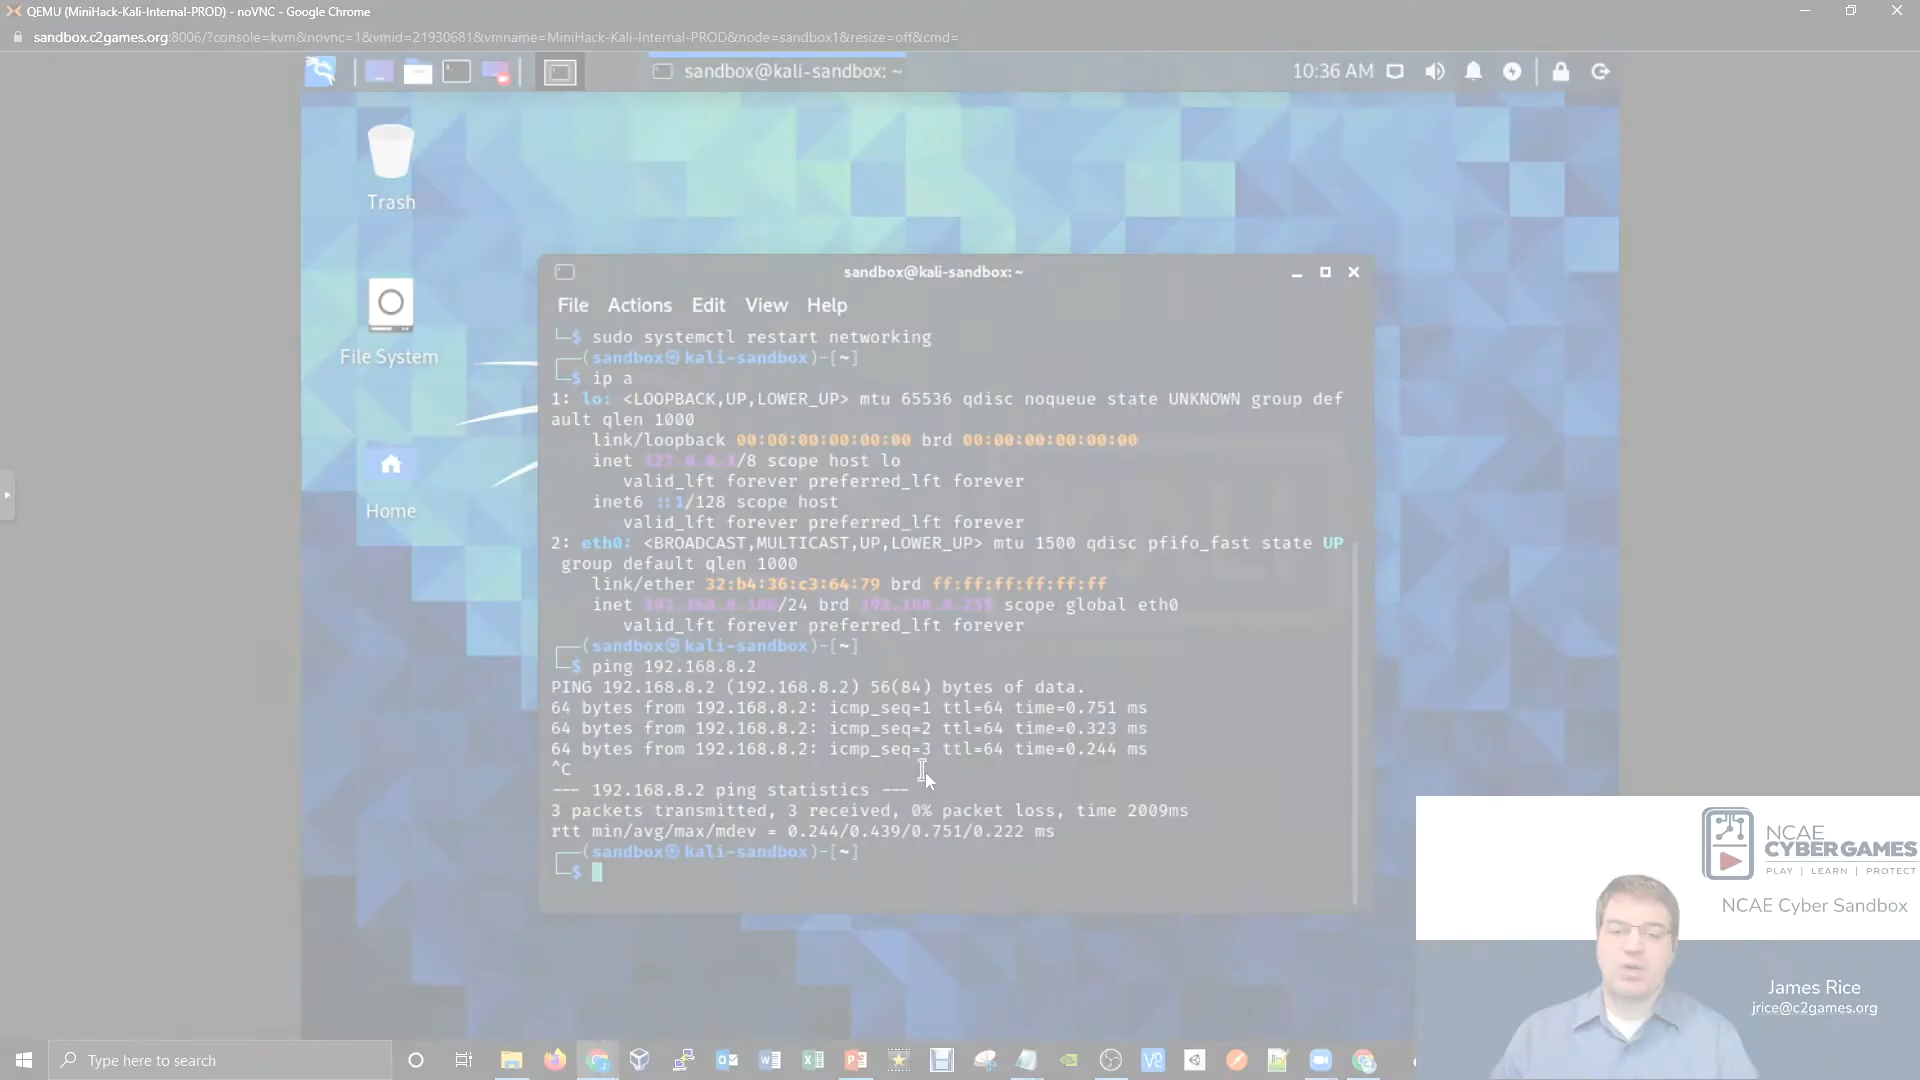 QEMU (MiniHack-Kali-Internal-PROD) - noVNC - Google Chrome
sandbox.c2games.org:8006/?console=kvm&novnc=1&vmid=21930681&vmname=MiniHack-Kali-Internal-PROD&node=sandbox1&resize=off&cmd=
sandbox@kali-sandbox: ~
10:36 AM
Trash
File System
Home
sandbox@kali-sandbox: ~
File Actions Edit View Help
└─$ sudo systemctl restart networking
┌──(sandbox㉿kali-sandbox)-[~]
└─$ ip a
1: lo: <LOOPBACK,UP,LOWER_UP> mtu 65536 qdisc noqueue state UNKNOWN group def
ault qlen 1000
link/loopback 00:00:00:00:00:00 brd 00:00:00:00:00:00
inet 127.0.0.1/8 scope host lo
valid_lft forever preferred_lft forever
inet6 ::1/128 scope host
valid_lft forever preferred_lft forever
2: eth0: <BROADCAST,MULTICAST,UP,LOWER_UP> mtu 1500 qdisc pfifo_fast state UP
group default qlen 1000
link/ether 32:b4:36:c3:64:79 brd ff:ff:ff:ff:ff:ff
inet /24 brd 192.168.8.255 scope global eth0
valid_lft forever preferred_lft forever
┌──(sandbox㉿kali-sandbox)-[~]
└─$ ping 192.168.8.2
PING 192.168.8.2 (192.168.8.2) 56(84) bytes of data.
64 bytes from 192.168.8.2: icmp_seq=1 ttl=64 time=0.751 ms
64 bytes from 192.168.8.2: icmp_seq=2 ttl=64 time=0.323 ms
64 bytes from 192.168.8.2: icmp_seq=3 ttl=64 time=0.244 ms
^C
--- 192.168.8.2 ping statistics ---
3 packets transmitted, 3 received, 0% packet loss, time 2009ms
rtt min/avg/max/mdev = 0.244/0.439/0.751/0.222 ms
┌──(sandbox㉿kali-sandbox)-[~]
└─$
NCAE
CYBERGAMES
PLAY | LEARN | PROTECT
NCAE Cyber Sandbox
James Rice
jrice@c2games.org
Type here to search